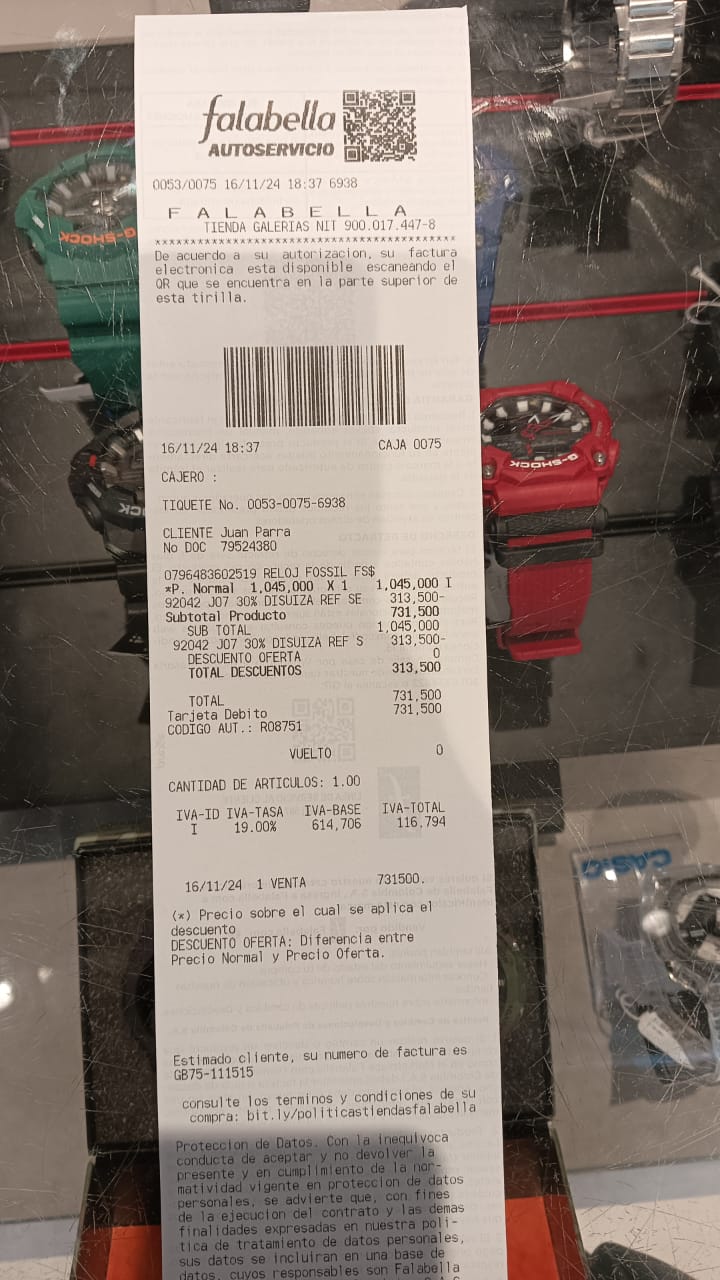 falabella
AUTOSERVICIO
0053/0075 16/11/24 18:37 6938
F A L A B E L L A
TIENDA GALERIAS NIT 900.017.447-8
******************************************
De acuerdo a su autorizacion, su factura
electronica esta disponible escaneando el
QR que se encuentra en la parte superior de
esta tirilla.
16/11/24 18:37 CAJA 0075
CAJERO :
TIQUETE No. 0053-0075-6938
CLIENTE Juan Parra
No DOC 79524380
0796483602519 RELOJ FOSSIL FS$
*P. Normal 1,045,000 X 1 1,045,000 I
92042 J07 30% DISUIZA REF SE 313,500-
Subtotal Producto 731,500
SUB TOTAL 1,045,000
92042 J07 30% DISUIZA REF S 313,500-
DESCUENTO OFERTA 0
TOTAL DESCUENTOS 313,500
TOTAL 731,500
Tarjeta Debito 731,500
CODIGO AUT.: R08751
VUELTO 0
CANTIDAD DE ARTICULOS: 1.00
IVA-ID IVA-TASA IVA-BASE IVA-TOTAL
I 19.00% 614,706 116,794
16/11/24 1 VENTA 731500.
(*) Precio sobre el cual se aplica el
descuento
DESCUENTO OFERTA: Diferencia entre
Precio Normal y Precio Oferta.
Estimado cliente, su numero de factura es
GB75-111515
consulte los terminos y condiciones de su
compra: bit.ly/politicastiendasfalabella
Proteccion de Datos. Con la inequivoca
conducta de aceptar y no devolver la
presente y en cumplimiento de la nor-
matividad vigente en proteccion de datos
personales, se advierte que, con fines
de la ejecucion del contrato y las demas
finalidades expresadas en nuestra poli-
tica de tratamiento de datos personales,
sus datos se incluiran en una base de
datos, cuyos responsables son Falabella
G-SHOCK
G-SHOCK
CASIO